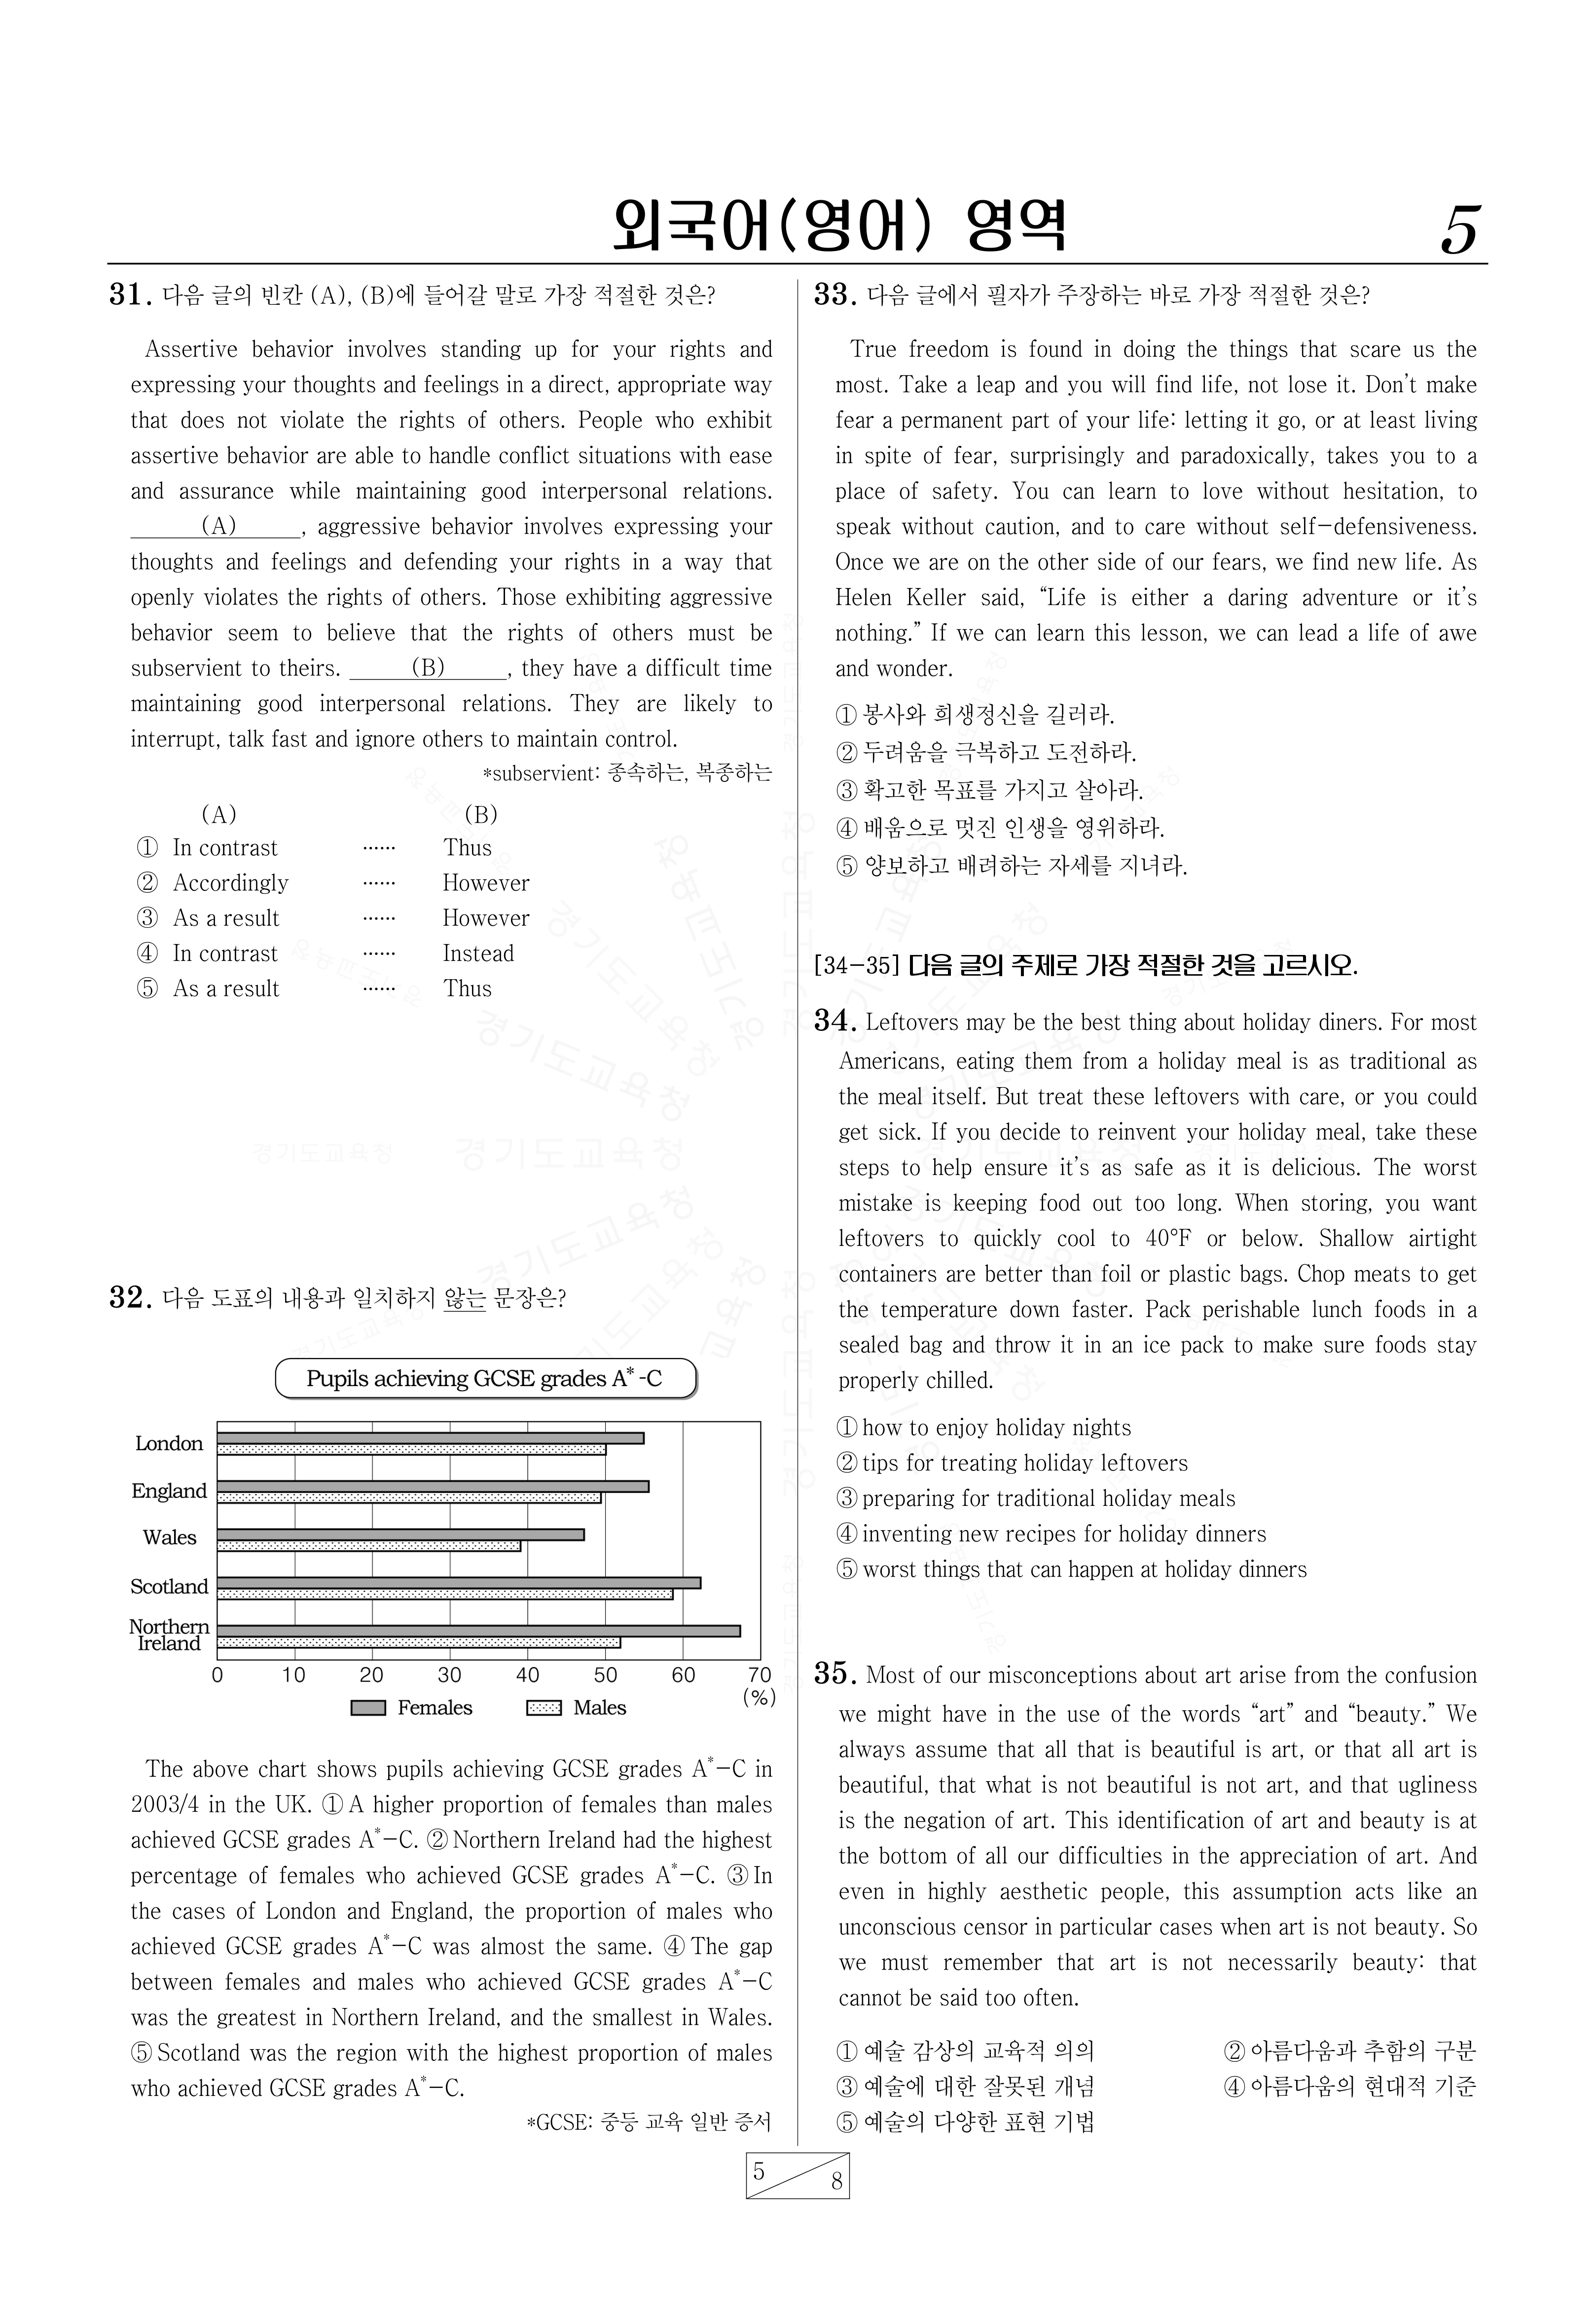 외국어(영어) 영역
5
31. 다음 글의 빈칸 (A), (B)에 들어갈 말로 가장 적절한 것은?
Assertive behavior involves standing up for your rights and
expressing your thoughts and feelings in a direct, appropriate way
that does not violate the rights of others. People who exhibit
assertive behavior are able to handle conflict situations with ease
and assurance while maintaining good interpersonal relations.
(A) , aggressive behavior involves expressing your
thoughts and feelings and defending your rights in a way that
openly violates the rights of others. Those exhibiting aggressive
behavior seem to believe that the rights of others must be
subservient to theirs. (B) , they have a difficult time
maintaining good interpersonal relations. They are likely to
interrupt, talk fast and ignore others to maintain control.
*subservient: 종속하는, 복종하는
(A) (B)
① In contrast ······ Thus
② Accordingly ······ However
③ As a result ······ However
④ In contrast ······ Instead
⑤ As a result ······ Thus
32. 다음 도표의 내용과 일치하지 않는 문장은?
Pupils achieving GCSE grades A*-C
London
England
Wales
Scotland
Northern
Ireland
0 10 20 30 40 50 60 70
(%)
Females Males
The above chart shows pupils achieving GCSE grades A*-C in
2003/4 in the UK. ① A higher proportion of females than males
achieved GCSE grades A*-C. ② Northern Ireland had the highest
percentage of females who achieved GCSE grades A*-C. ③ In
the cases of London and England, the proportion of males who
achieved GCSE grades A*-C was almost the same. ④ The gap
between females and males who achieved GCSE grades A*-C
was the greatest in Northern Ireland, and the smallest in Wales.
⑤ Scotland was the region with the highest proportion of males
who achieved GCSE grades A*-C.
*GCSE: 중등 교육 일반 증서
33. 다음 글에서 필자가 주장하는 바로 가장 적절한 것은?
True freedom is found in doing the things that scare us the
most. Take a leap and you will find life, not lose it. Don't make
fear a permanent part of your life: letting it go, or at least living
in spite of fear, surprisingly and paradoxically, takes you to a
place of safety. You can learn to love without hesitation, to
speak without caution, and to care without self-defensiveness.
Once we are on the other side of our fears, we find new life. As
Helen Keller said, “Life is either a daring adventure or it's
nothing.” If we can learn this lesson, we can lead a life of awe
and wonder.
① 봉사와 희생정신을 길러라.
② 두려움을 극복하고 도전하라.
③ 확고한 목표를 가지고 살아라.
④ 배움으로 멋진 인생을 영위하라.
⑤ 양보하고 배려하는 자세를 지녀라.
[34-35] 다음 글의 주제로 가장 적절한 것을 고르시오.
34. Leftovers may be the best thing about holiday diners. For most
Americans, eating them from a holiday meal is as traditional as
the meal itself. But treat these leftovers with care, or you could
get sick. If you decide to reinvent your holiday meal, take these
steps to help ensure it's as safe as it is delicious. The worst
mistake is keeping food out too long. When storing, you want
leftovers to quickly cool to 40°F or below. Shallow airtight
containers are better than foil or plastic bags. Chop meats to get
the temperature down faster. Pack perishable lunch foods in a
sealed bag and throw it in an ice pack to make sure foods stay
properly chilled.
① how to enjoy holiday nights
② tips for treating holiday leftovers
③ preparing for traditional holiday meals
④ inventing new recipes for holiday dinners
⑤ worst things that can happen at holiday dinners
35. Most of our misconceptions about art arise from the confusion
we might have in the use of the words “art” and “beauty.” We
always assume that all that is beautiful is art, or that all art is
beautiful, that what is not beautiful is not art, and that ugliness
is the negation of art. This identification of art and beauty is at
the bottom of all our difficulties in the appreciation of art. And
even in highly aesthetic people, this assumption acts like an
unconscious censor in particular cases when art is not beauty. So
we must remember that art is not necessarily beauty: that
cannot be said too often.
① 예술 감상의 교육적 의의 ② 아름다움과 추함의 구분
③ 예술에 대한 잘못된 개념 ④ 아름다움의 현대적 기준
⑤ 예술의 다양한 표현 기법
5
8
경기도교육청